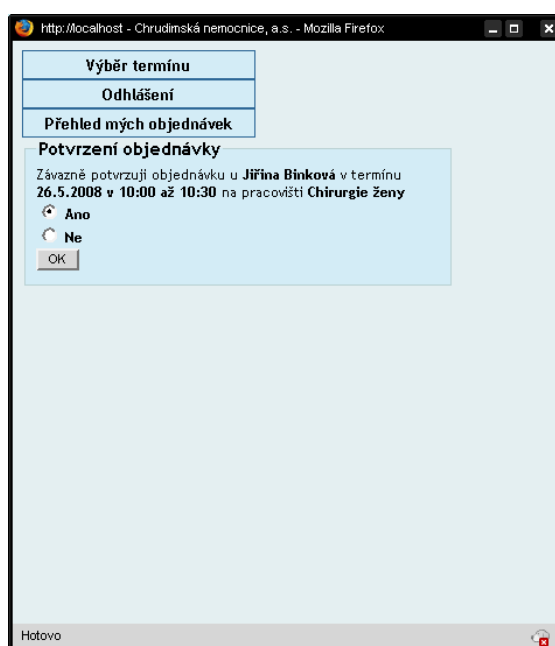 http://localhost - Chrudimská nemocnice, a.s. - Mozilla Firefox
Výběr termínu
Odhlášení
Přehled mých objednávek
Potvrzení objednávky
Závazně potvrzuji objednávku u Jiřina Binková v termínu
26.5.2008 v 10:00 až 10:30 na pracovišti Chirurgie ženy
Ano
Ne
OK
Hotovo